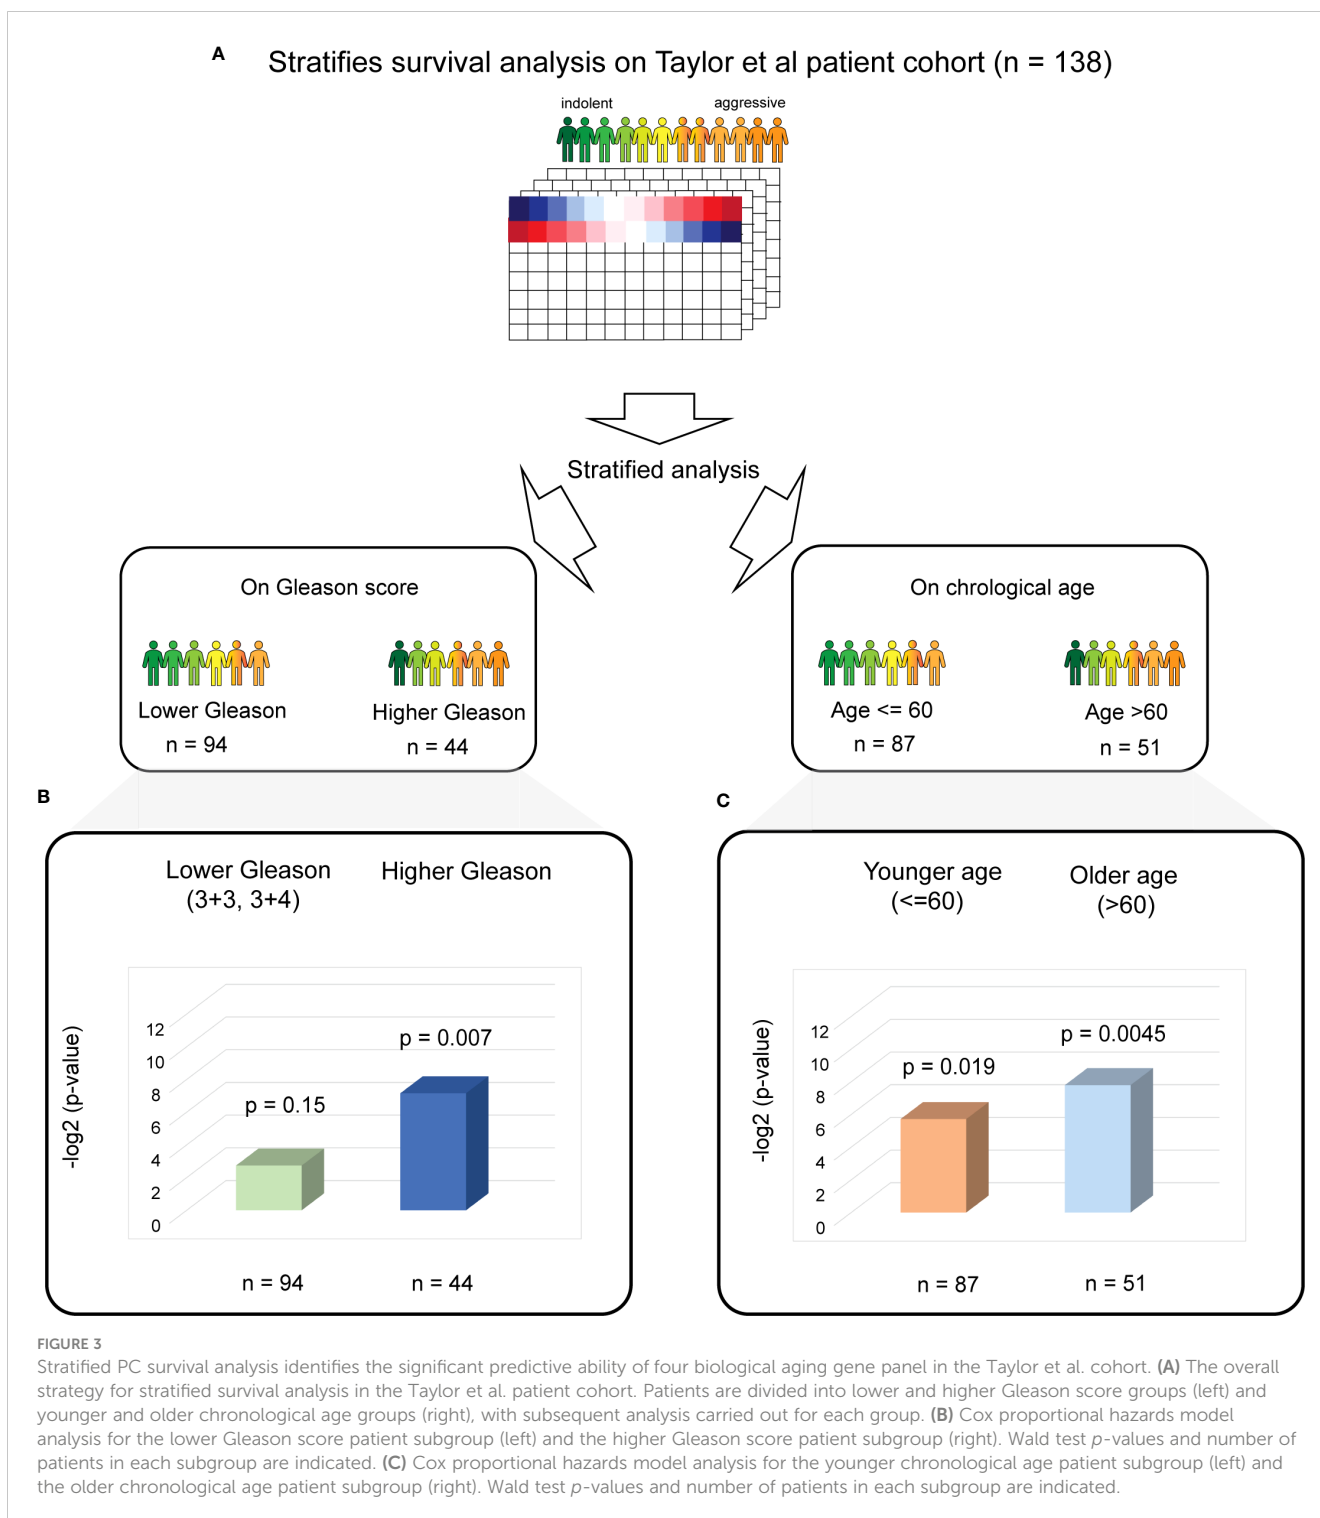 A
Stratifies survival analysis on Taylor et al patient cohort (n = 138)
indolent
aggressive
Stratified analysis
On Gleason score
Lower Gleason
n = 94
Higher Gleason
n = 44
On chrological age
Age <= 60
n = 87
Age >60
n = 51
B
Lower Gleason
(3+3, 3+4)
Higher Gleason
-log2 (p-value)
12
10
8
6
4
2
0
p = 0.15
p = 0.007
n = 94
n = 44
C
Younger age
(<=60)
Older age
(>60)
-log2 (p-value)
12
10
8
6
4
2
0
p = 0.019
p = 0.0045
n = 87
n = 51
FIGURE 3
Stratified PC survival analysis identifies the significant predictive ability of four biological aging gene panel in the Taylor et al. cohort. (A) The overall
strategy for stratified survival analysis in the Taylor et al. patient cohort. Patients are divided into lower and higher Gleason score groups (left) and
younger and older chronological age groups (right), with subsequent analysis carried out for each group. (B) Cox proportional hazards model
analysis for the lower Gleason score patient subgroup (left) and the higher Gleason score patient subgroup (right). Wald test p-values and number of
patients in each subgroup are indicated. (C) Cox proportional hazards model analysis for the younger chronological age patient subgroup (left) and
the older chronological age patient subgroup (right). Wald test p-values and number of patients in each subgroup are indicated.